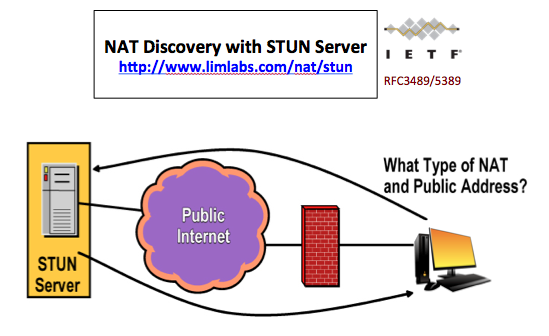 NAT Discovery with STUN Server
http://www.limlabs.com/nat/stun
I E T F®
RFC3489/5389
What Type of NAT
and Public Address?
Public
Internet
STUN
Server